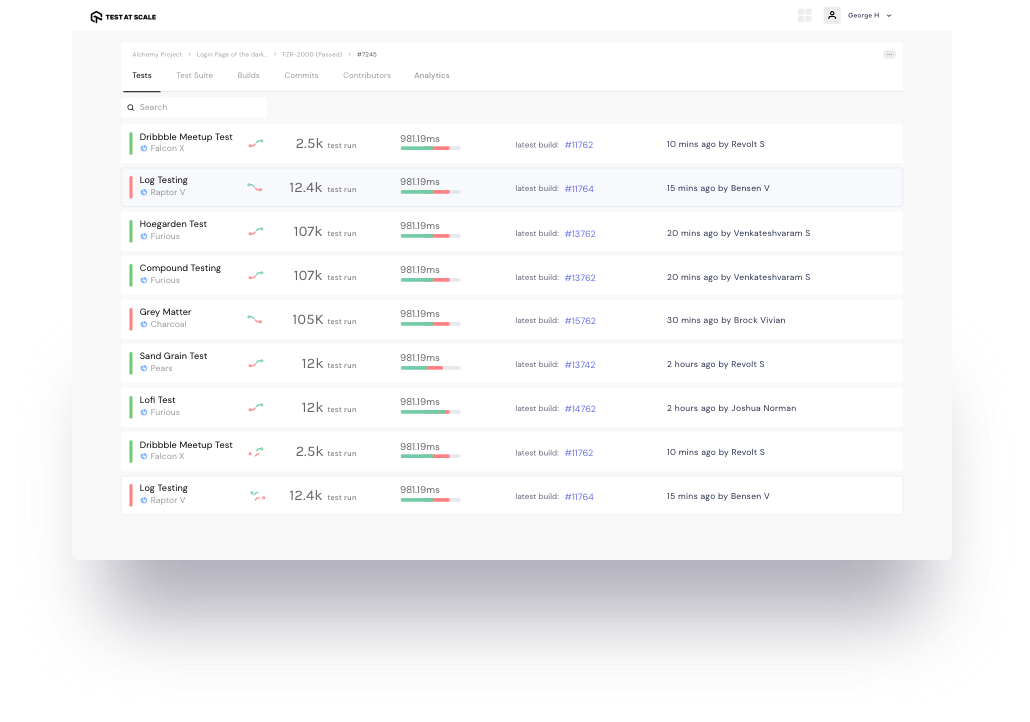 TEST AT SCALE
George H
Alchemy Project > Login Page of the dark... > FZR-2000 (Passed) > #7245
Tests Test Suite Builds Commits Contributors Analytics
Search
Dribbble Meetup Test
Falcon X
2.5k test run
981.19ms
latest build: #11762
10 mins ago by Revolt S
Log Testing
Raptor V
12.4k test run
981.19ms
latest build: #11764
15 mins ago by Bensen V
Hoegarden Test
Furious
107k test run
981.19ms
latest build: #13762
20 mins ago by Venkateshvaram S
Compound Testing
Furious
107k test run
981.19ms
latest build: #13762
20 mins ago by Venkateshvaram S
Grey Matter
Charcoal
105K test run
981.19ms
latest build: #15762
30 mins ago by Brock Vivian
Sand Grain Test
Pears
12k test run
981.19ms
latest build: #13742
2 hours ago by Revolt S
Lofi Test
Furious
12k test run
981.19ms
latest build: #14762
2 hours ago by Joshua Norman
Dribbble Meetup Test
Falcon X
2.5k test run
981.19ms
latest build: #11762
10 mins ago by Revolt S
Log Testing
Raptor V
12.4k test run
981.19ms
latest build: #11764
15 mins ago by Bensen V